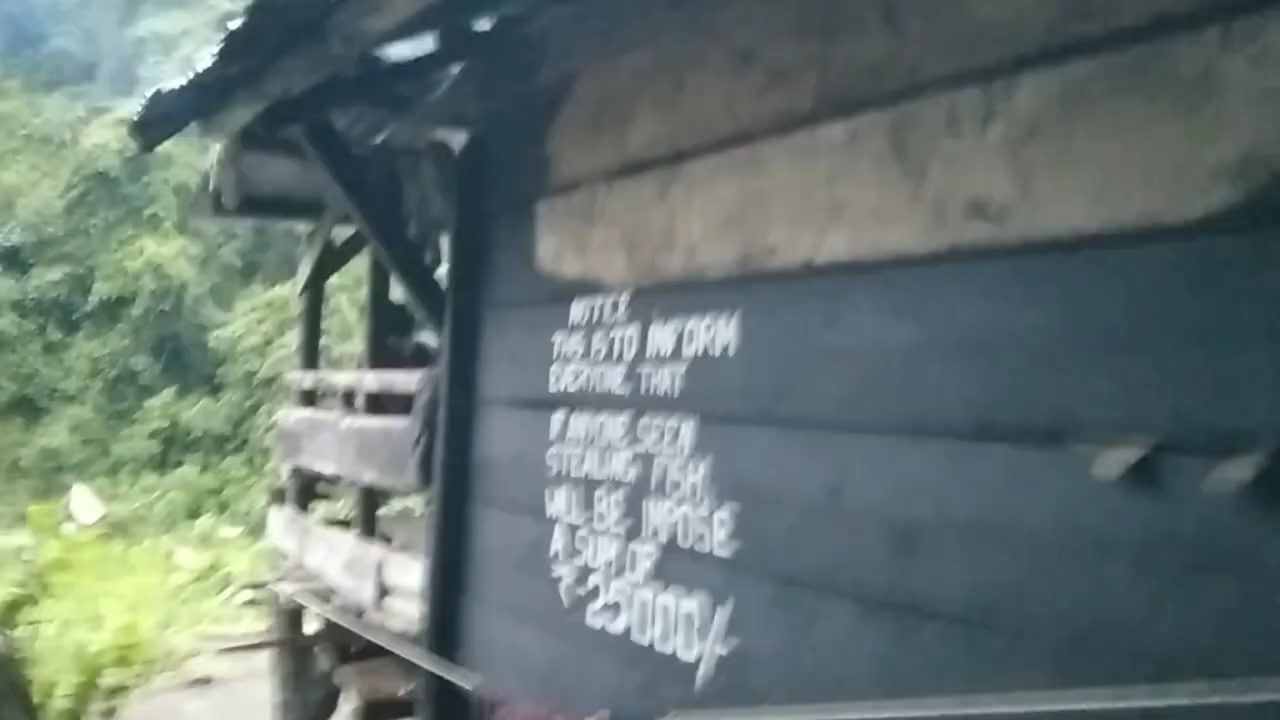 NOTICE
THIS IS TO INFORM
EVERYONE, THAT
IF ANYONE SEEN
STEALING FISH,
WILL BE IMPOSE
A SUM OF
₹-25000/-